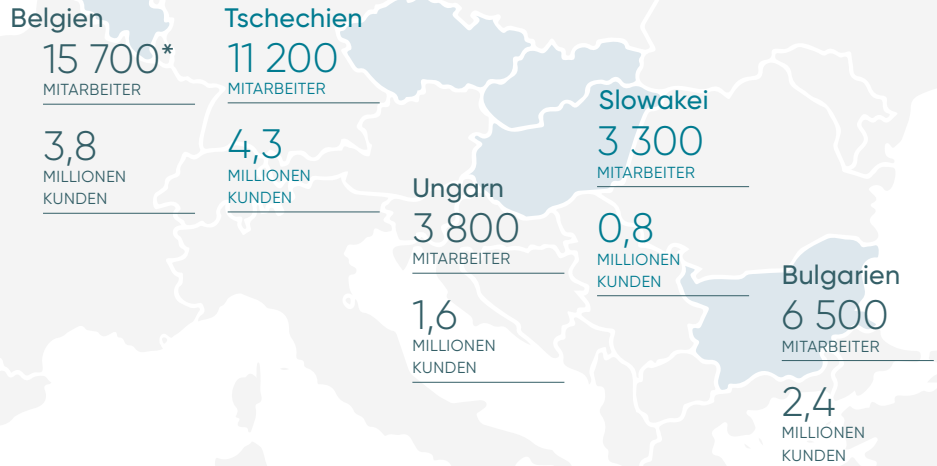 Belgien
15 700*
MITARBEITER
3,8
MILLIONEN
KUNDEN
Tschechien
11 200
MITARBEITER
4,3
MILLIONEN
KUNDEN
Ungarn
3 800
MITARBEITER
1,6
MILLIONEN
KUNDEN
Slowakei
3 300
MITARBEITER
0,8
MILLIONEN
KUNDEN
Bulgarien
6 500
MITARBEITER
2,4
MILLIONEN
KUNDEN